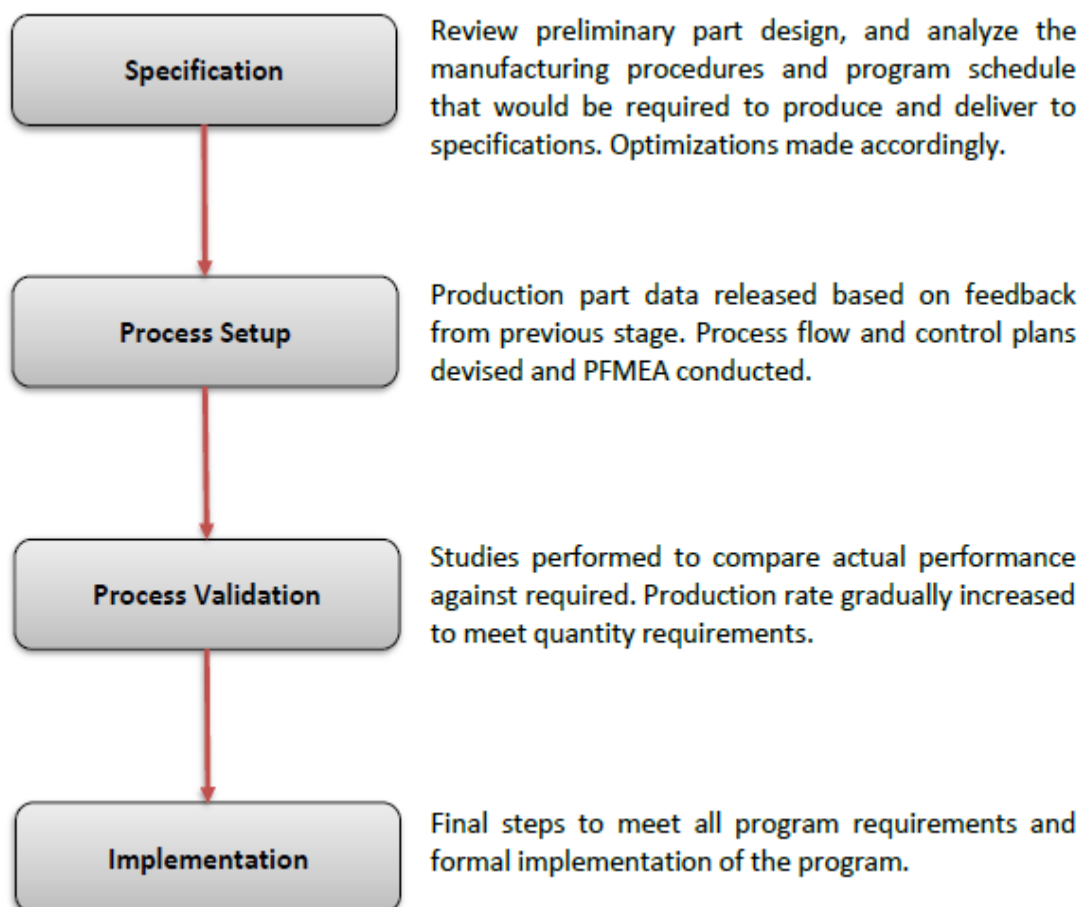 Specification
Review preliminary part design, and analyze the
manufacturing procedures and program schedule
that would be required to produce and deliver to
specifications. Optimizations made accordingly.
Process Setup
Production part data released based on feedback
from previous stage. Process flow and control plans
devised and PFMEA conducted.
Process Validation
Studies performed to compare actual performance
against required. Production rate gradually increased
to meet quantity requirements.
Implementation
Final steps to meet all program requirements and
formal implementation of the program.